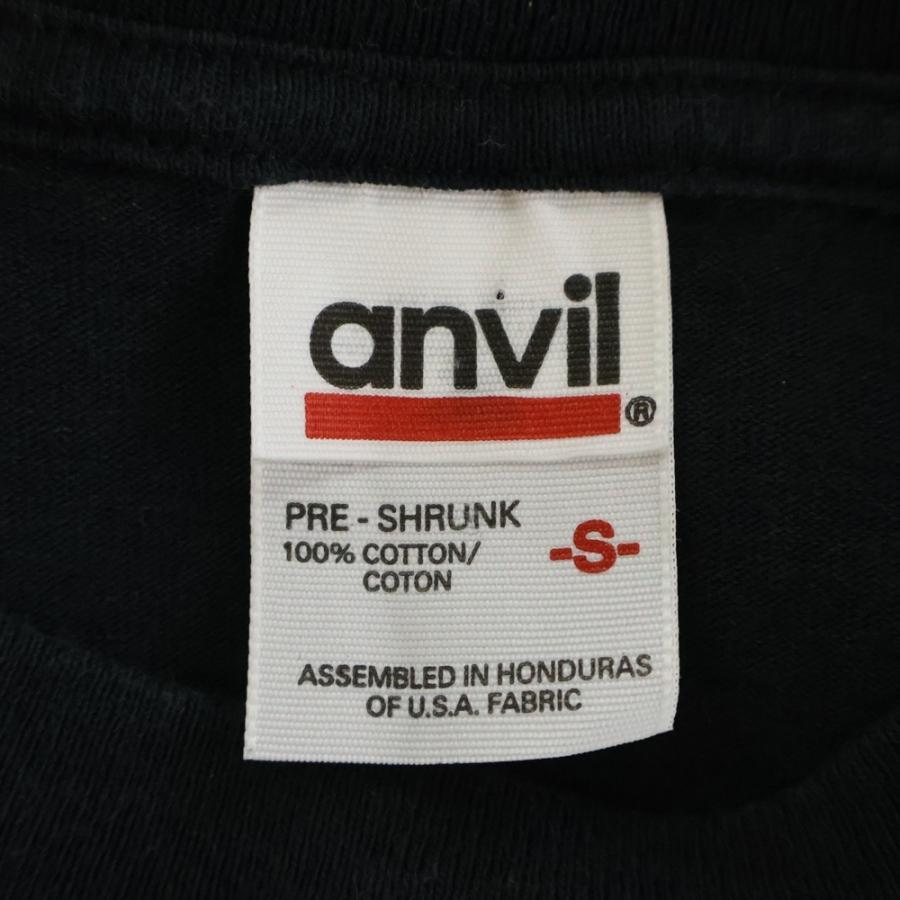 anvil
®
PRE - SHRUNK
100% COTTON/
COTON
-S-
ASSEMBLED IN HONDURAS
OF U.S.A. FABRIC